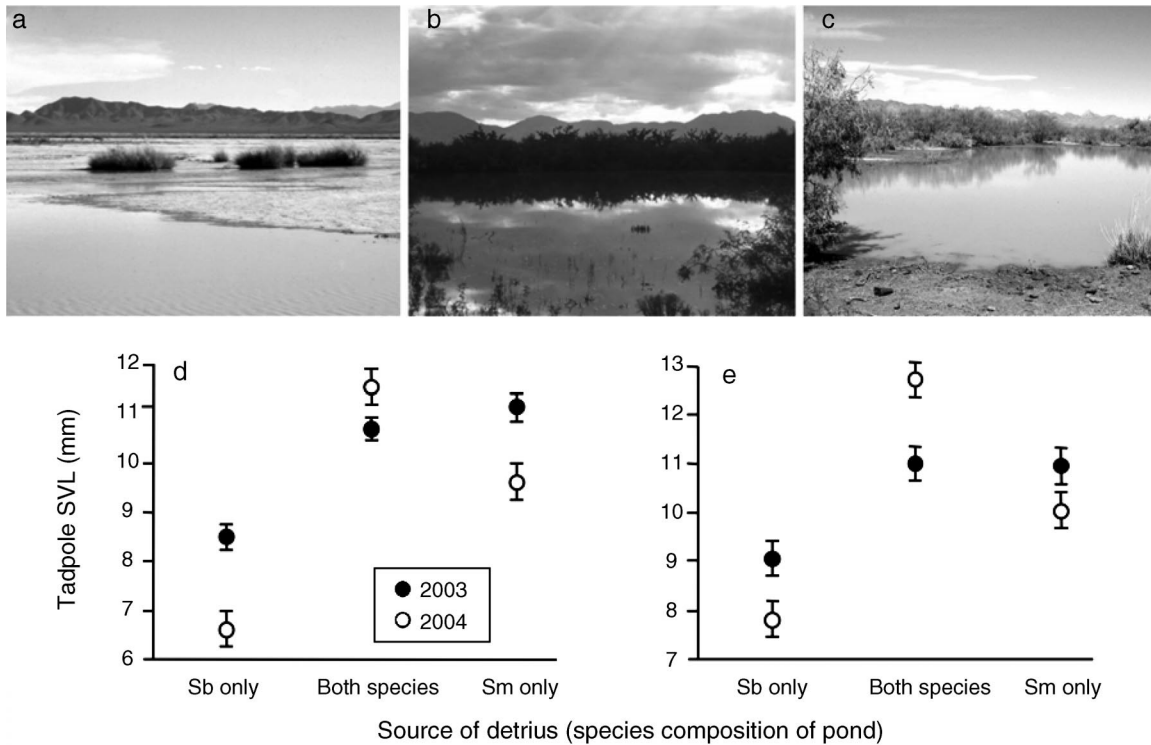 a
b
c
d
e
12
11
10
9
8
7
6
13
12
11
10
9
8
7
Tadpole SVL (mm)
2003
2004
Sb only
Both species
Sm only
Sb only
Both species
Sm only
Source of detrius (species composition of pond)